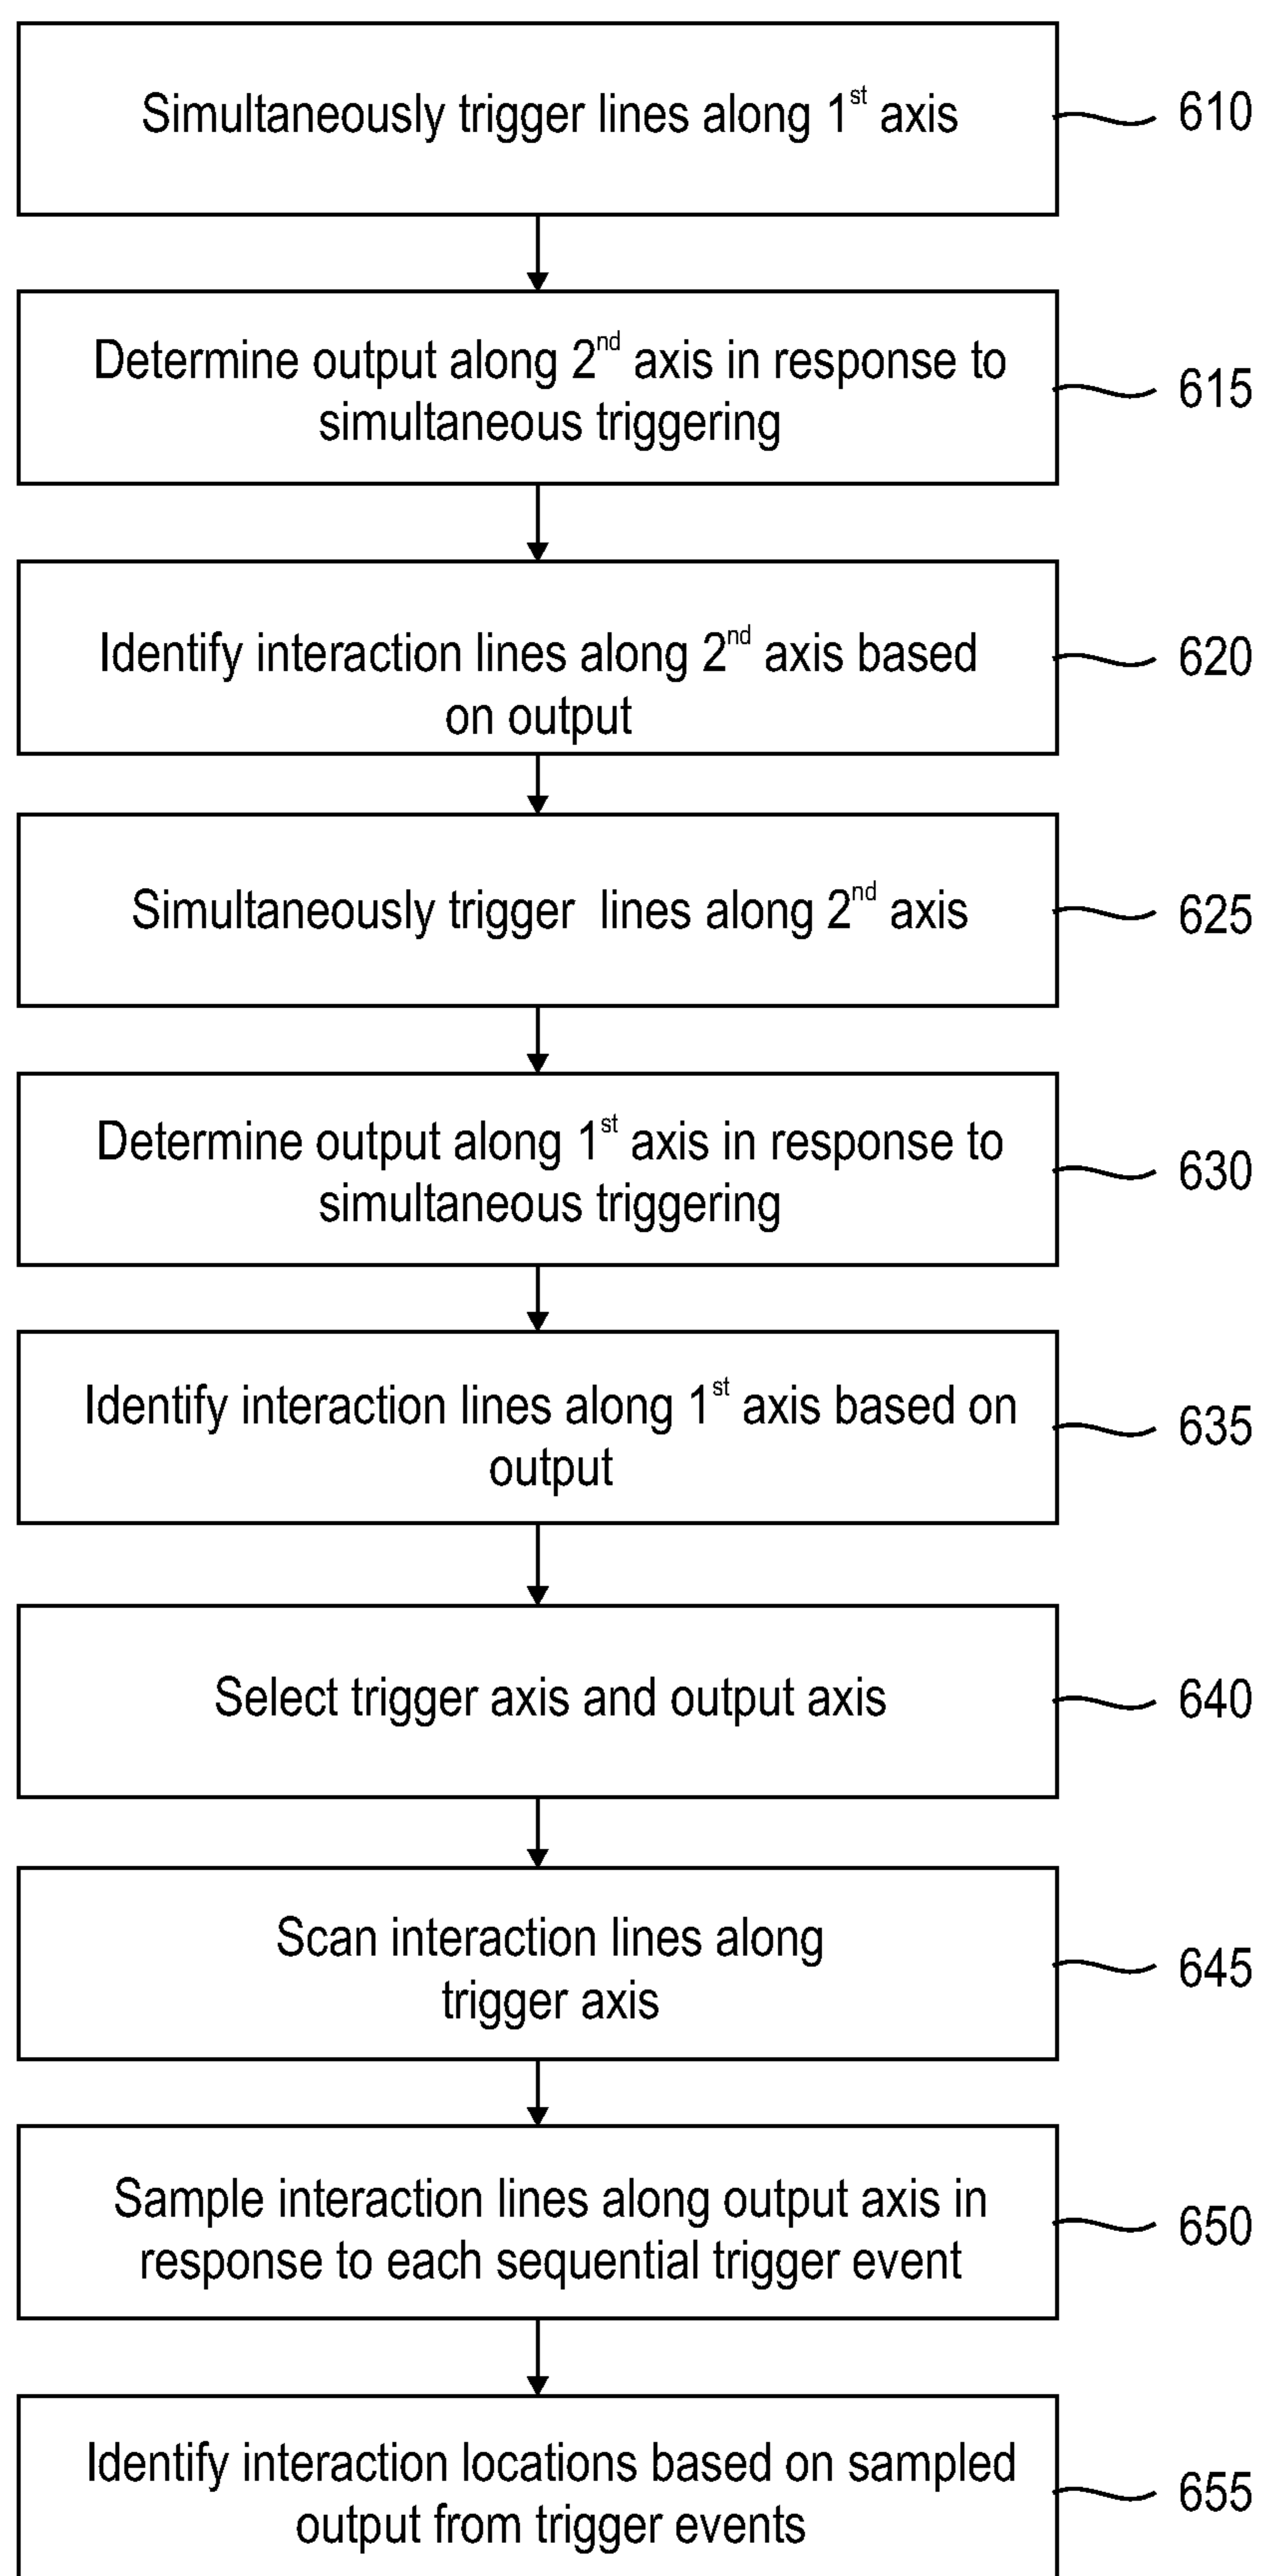 Simultaneously trigger lines along 1st axis
610
Determine output along 2nd axis in response to
simultaneous triggering
615
Identify interaction lines along 2nd axis based
on output
620
Simultaneously trigger lines along 2nd axis
625
Determine output along 1st axis in response to
simultaneous triggering
630
Identify interaction lines along 1st axis based on
output
635
Select trigger axis and output axis
640
Scan interaction lines along
trigger axis
645
Sample interaction lines along output axis in
response to each sequential trigger event
650
Identify interaction locations based on sampled
output from trigger events
655